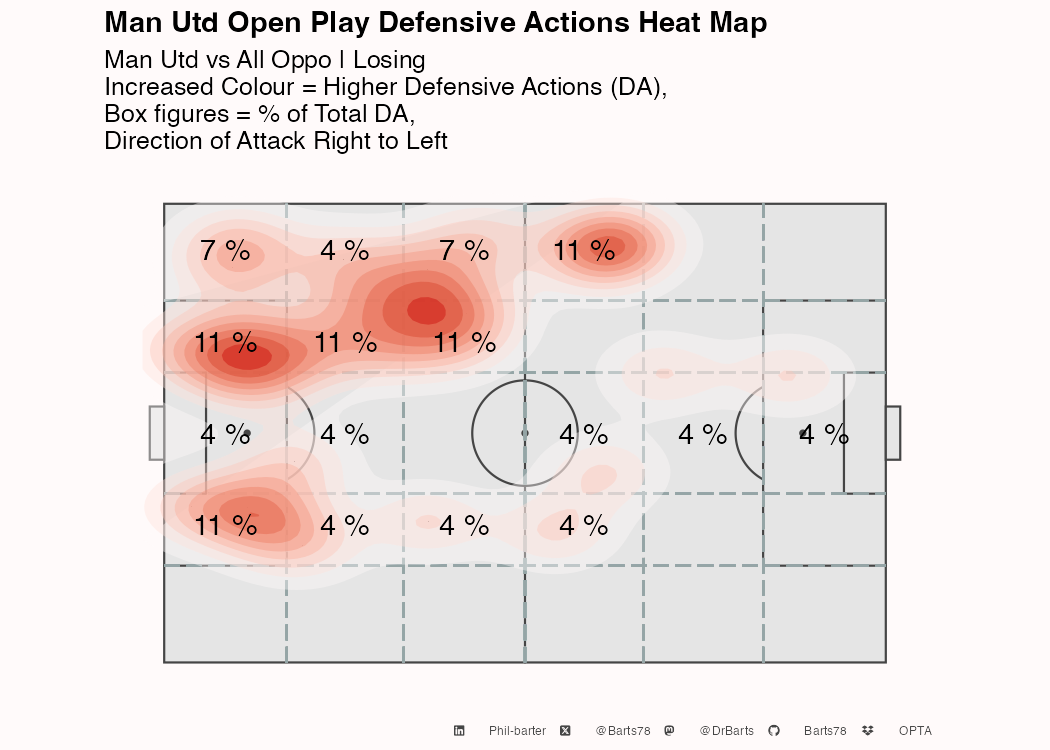 Man Utd Open Play Defensive Actions Heat Map
Man Utd vs All Oppo | Losing
Increased Colour = Higher Defensive Actions (DA),
Box figures = % of Total DA,
Direction of Attack Right to Left
7 % 4 % 7 % 11 %
11 % 11 % 11 %
4 % 4 % 4 % 4 % 4 %
11 % 4 % 4 % 4 %
Phil-barter @Barts78 @DrBarts Barts78 OPTA